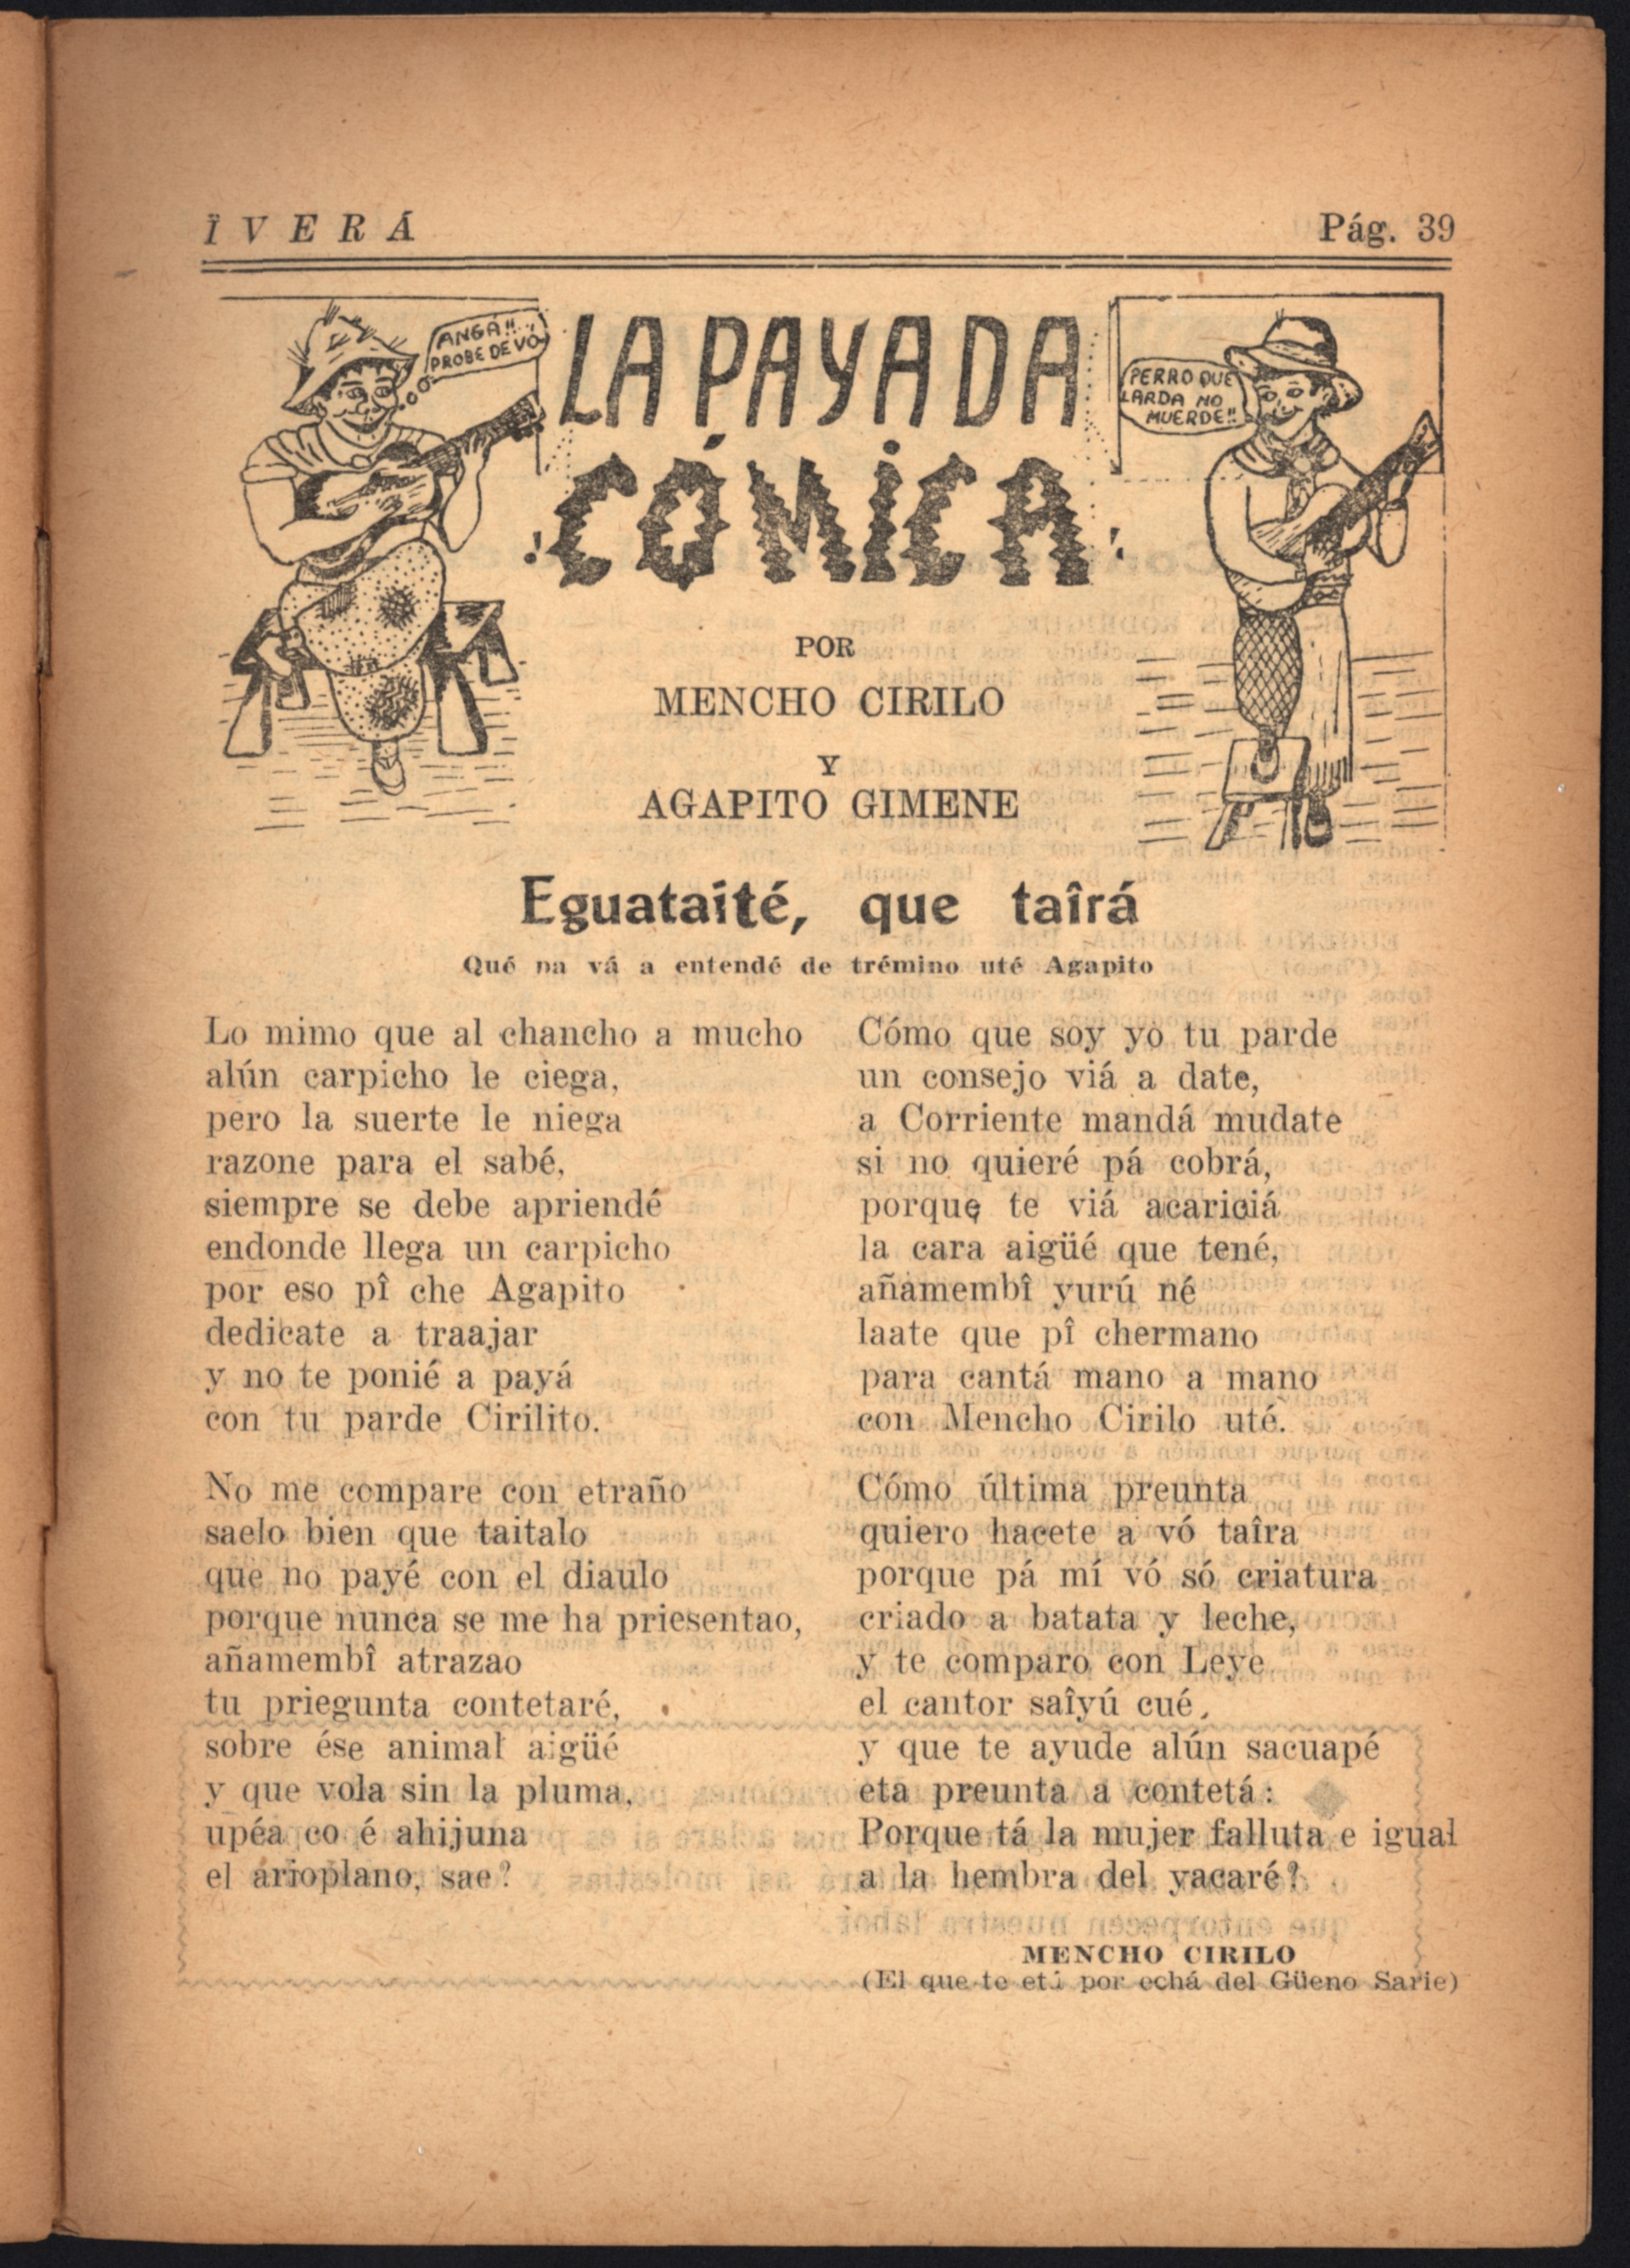 Ï V E R Á
Pág. 39
ANGÁ!!
PROBE DE VÓ
LA PAYADA
¡CÓMICA!
PERRO QUE
LARDA NO
MUERDE!!
POR
MENCHO CIRILO
Y
AGAPITO GIMENE
Eguataité, que taîrá
Qué na vá a entendé de trémino uté Agapito
Lo mimo que al chancho a mucho
alún carpicho le ciega,
pero la suerte le niega
razone para el sabé,
siempre se debe apriendé
endonde llega un carpicho
por eso pî che Agapito
dedicate a traajar
y no te ponié a payá
con tu parde Cirilito.
No me compare con etraño
saelo bien que taitalo
que no payé con el diaulo
porque nunca se me ha priesentao,
añamembî atrazao
tu priegunta contetaré,
sobre ése animal aigüé
y que vola sin la pluma,
upéa co é ahijuna
el arioplano, sae?
Cómo que soy yo tu parde
un consejo viá a date,
a Corriente mandá mudate
si no quieré pá cobrá,
porque te viá acariciá
la cara aigüé que tené,
añamembî yurú né
laate que pî chermano
para cantá mano a mano
con Mencho Cirilo uté.
Cómo última preunta
quiero hacete a vó taîra
porque pá mí vó só criatura
criado a batata y leche,
y te comparo con Leye
el cantor saîyú cué,
y que te ayude alún sacuapé
eta preunta a contetá:
Porque tá la mujer falluta e igual
a la hembra del yacaré?
MENCHO CIRILO
(El que te etá por echá del Güeno Sarie)